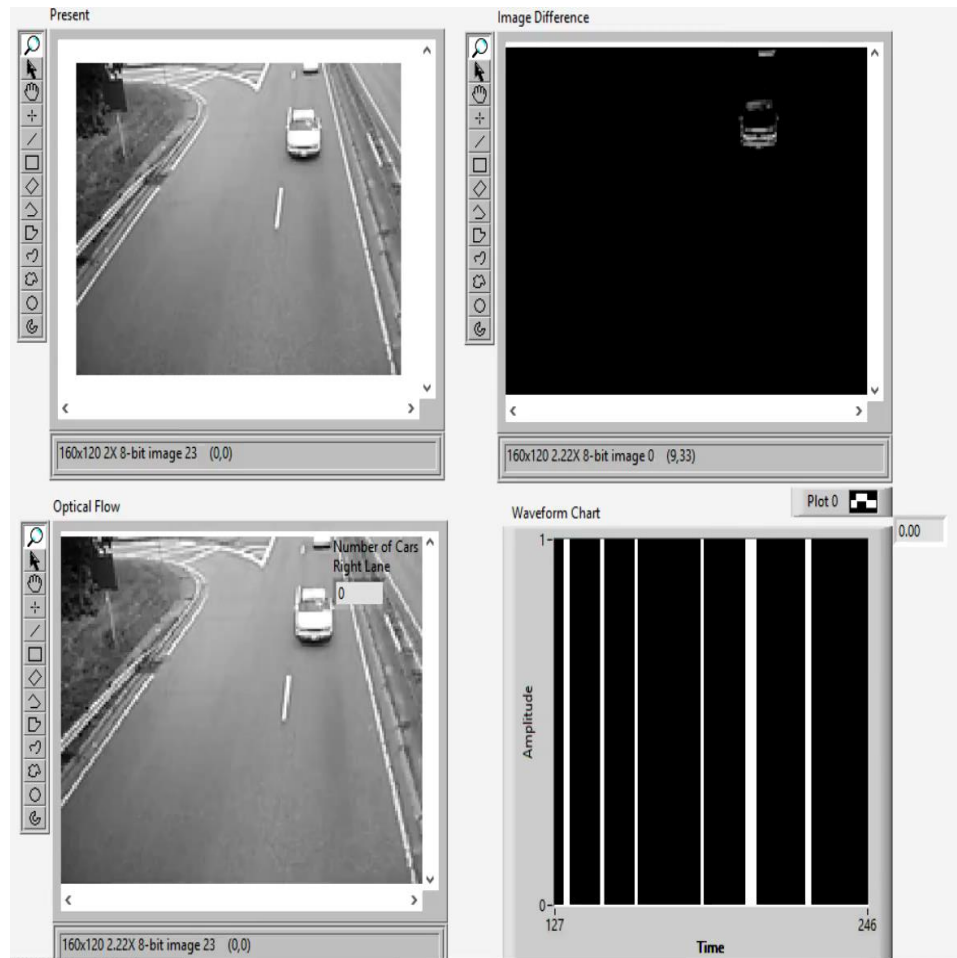 Present
Image Difference
160x120 2X 8-bit image 23 (0,0)
160x120 2.22X 8-bit image 0 (9,33)
Optical Flow
Number of Cars
Right Lane
0
160x120 2.22X 8-bit image 23 (0,0)
Plot 0
Waveform Chart
0.00
1
Amplitude
0
127
246
Time